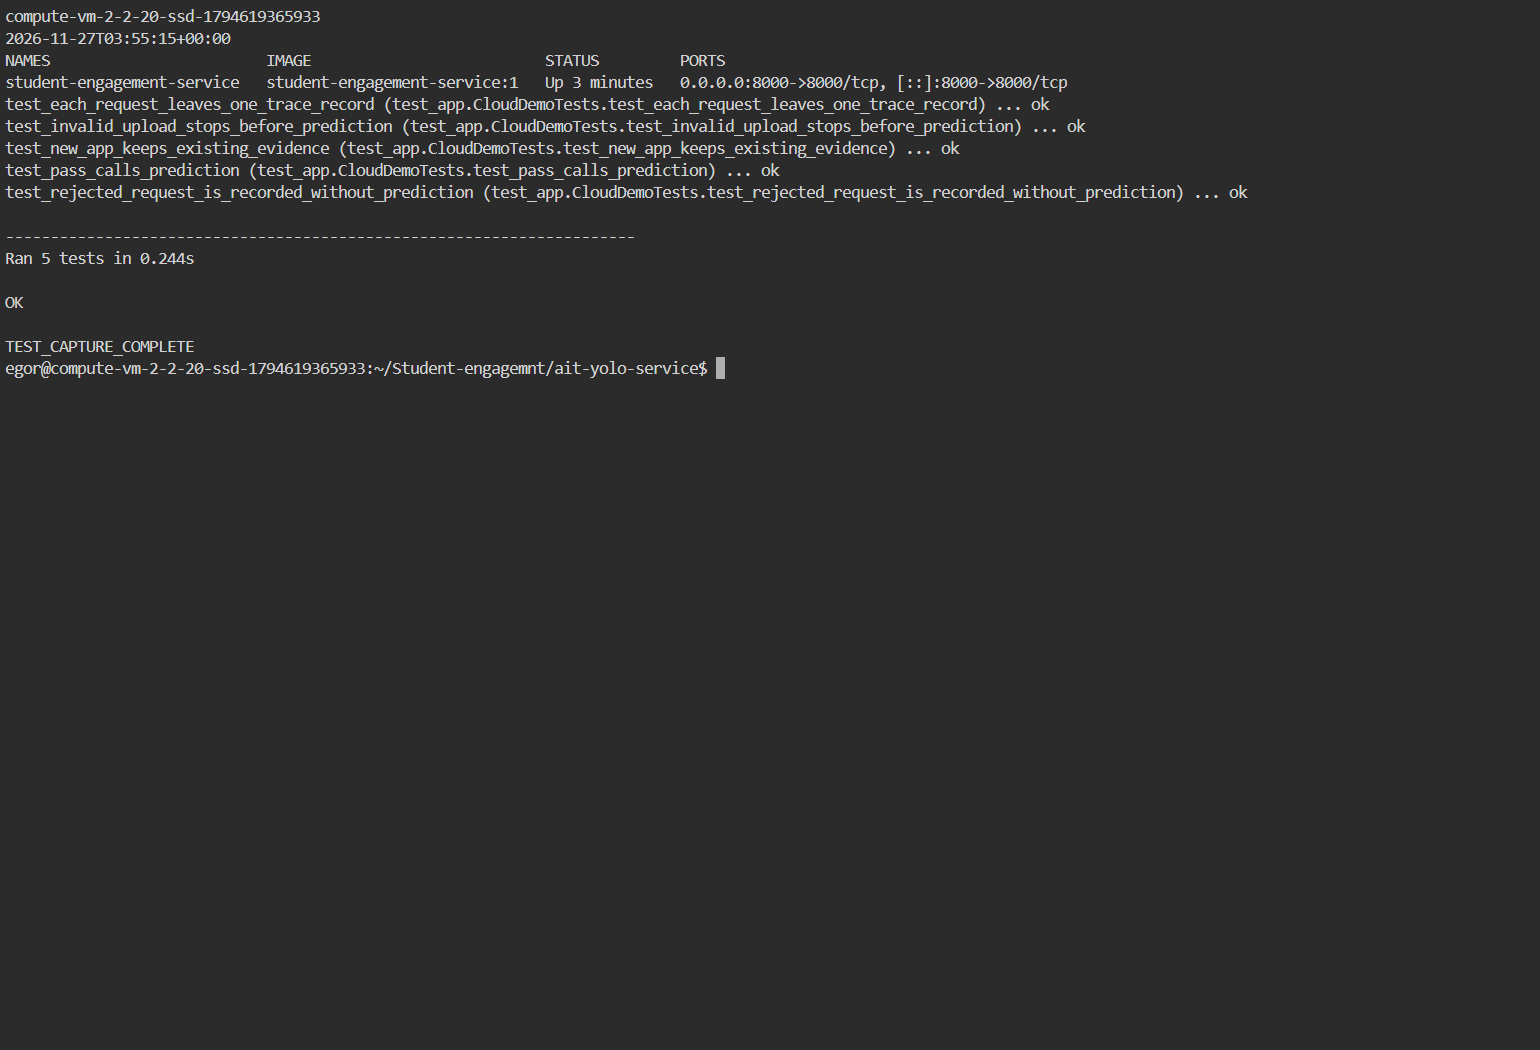 compute-vm-2-2-20-ssd-1794619365933
2026-11-27T03:55:15+00:00
NAMES                        IMAGE                          STATUS         PORTS
student-engagement-service   student-engagement-service:1   Up 3 minutes   0.0.0.0:8000->8000/tcp, [::]:8000->8000/tcp
test_each_request_leaves_one_trace_record (test_app.CloudDemoTests.test_each_request_leaves_one_trace_record) ... ok
test_invalid_upload_stops_before_prediction (test_app.CloudDemoTests.test_invalid_upload_stops_before_prediction) ... ok
test_new_app_keeps_existing_evidence (test_app.CloudDemoTests.test_new_app_keeps_existing_evidence) ... ok
test_pass_calls_prediction (test_app.CloudDemoTests.test_pass_calls_prediction) ... ok
test_rejected_request_is_recorded_without_prediction (test_app.CloudDemoTests.test_rejected_request_is_recorded_without_prediction) ... ok
----------------------------------------------------------------------
Ran 5 tests in 0.244s
OK
TEST_CAPTURE_COMPLETE
egor@compute-vm-2-2-20-ssd-1794619365933:~/Student-engagemnt/ait-yolo-service$